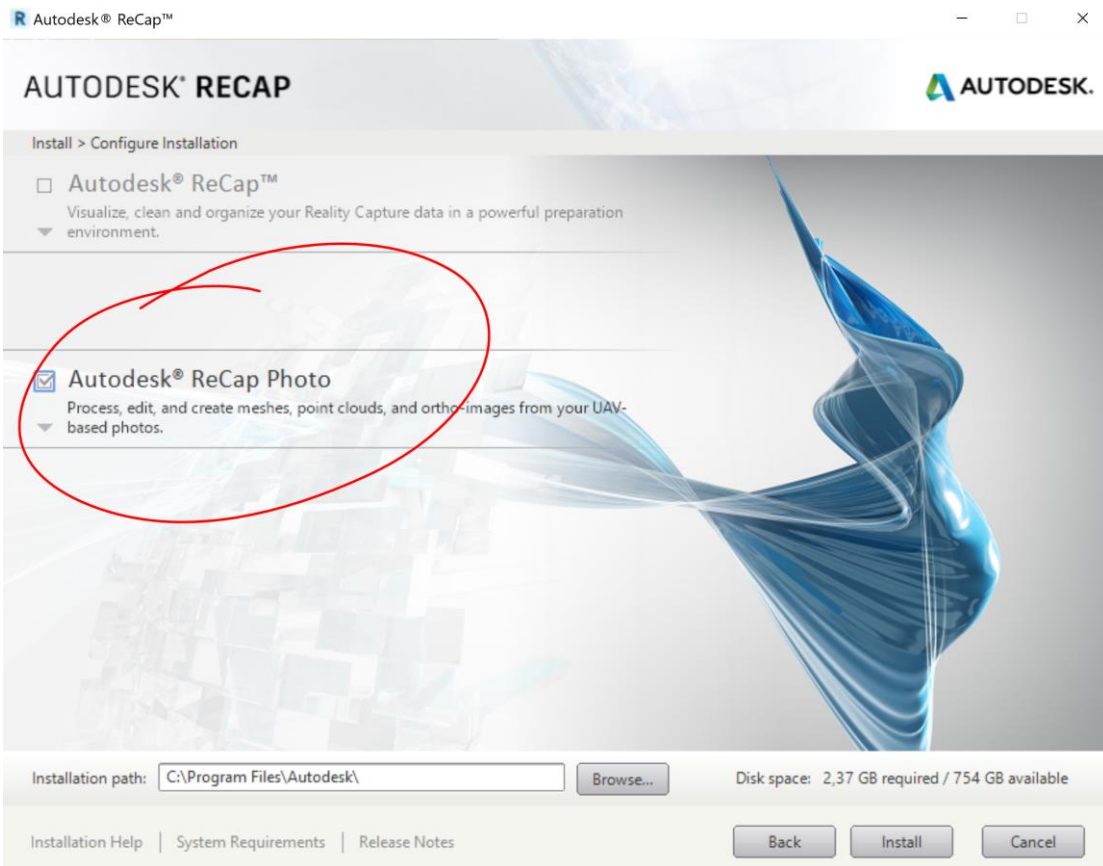 Autodesk® ReCap™
AUTODESK® RECAP
AUTODESK.
Install > Configure Installation
Autodesk® ReCap™
Visualize, clean and organize your Reality Capture data in a powerful preparation
environment.
Autodesk® ReCap Photo
Process, edit, and create meshes, point clouds, and ortho-images from your UAV-
based photos.
Installation path: C:\Program Files\Autodesk\ Browse... Disk space: 2,37 GB required / 754 GB available
Installation Help | System Requirements | Release Notes Back Install Cancel